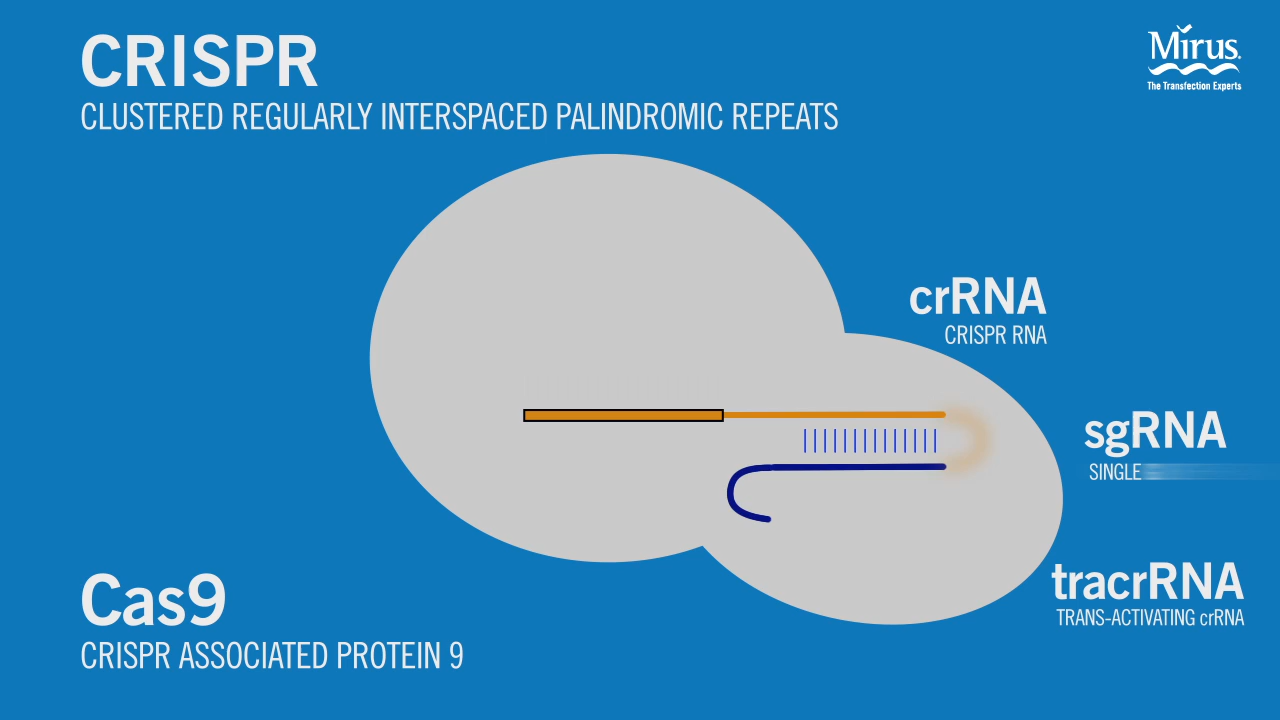 CRISPR
CLUSTERED REGULARLY INTERSPACED PALINDROMIC REPEATS
Mirus.
The Transfection Experts
crRNA
CRISPR RNA
sgRNA
SINGLE
tracrRNA
TRANS-ACTIVATING crRNA
Cas9
CRISPR ASSOCIATED PROTEIN 9